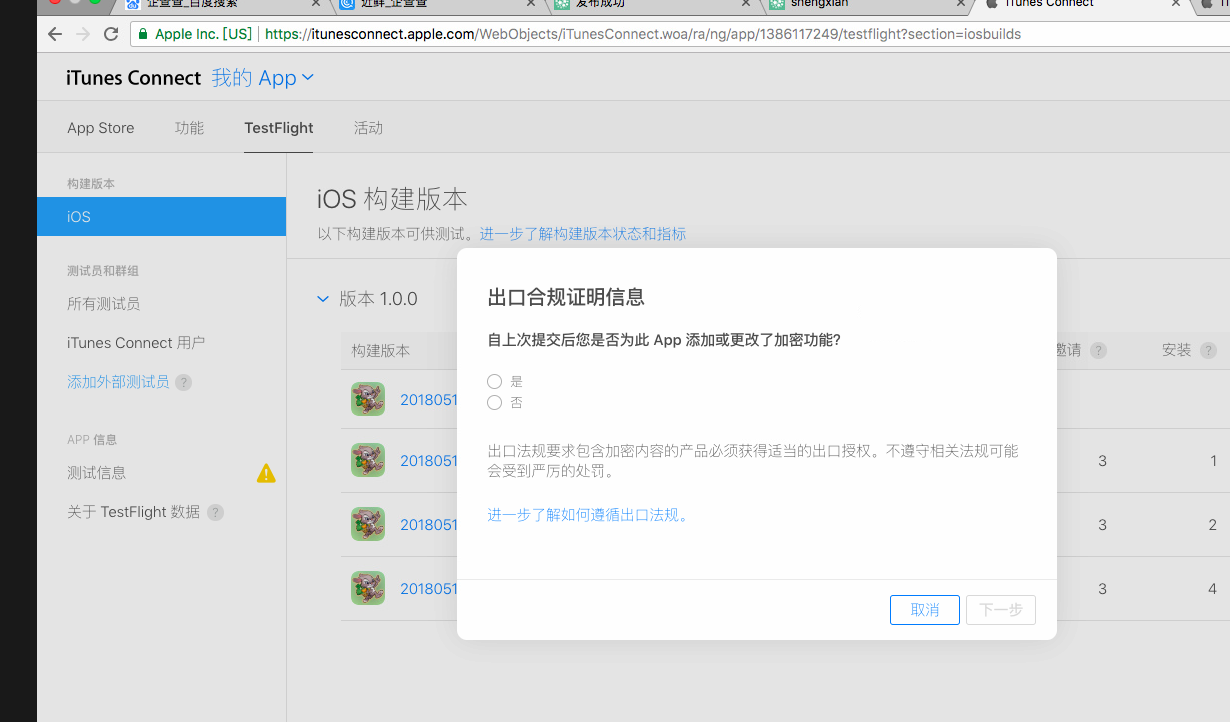 企查查_百度搜索
近鲜_企查查
发布成功
shengxian
iTunes Connect
Apple Inc. [US] https://itunesconnect.apple.com/WebObjects/iTunesConnect.woa/ra/ng/app/1386117249/testflight?section=iosbuilds
iTunes Connect 我的 App
App Store 功能 TestFlight 活动
构建版本
iOS
测试员和群组
所有测试员
iTunes Connect 用户
添加外部测试员 ?
APP 信息
测试信息
关于 TestFlight 数据 ?
iOS 构建版本
以下构建版本可供测试。进一步了解构建版本状态和指标
版本 1.0.0
构建版本 邀请 ? 安装 ?
2018051
2018051 3 1
2018051 3 2
2018051 3 4
出口合规证明信息
自上次提交后您是否为此 App 添加或更改了加密功能?
是
否
出口法规要求包含加密内容的产品必须获得适当的出口授权。不遵守相关法规可能
会受到严厉的处罚。
进一步了解如何遵循出口法规。
取消 下一步